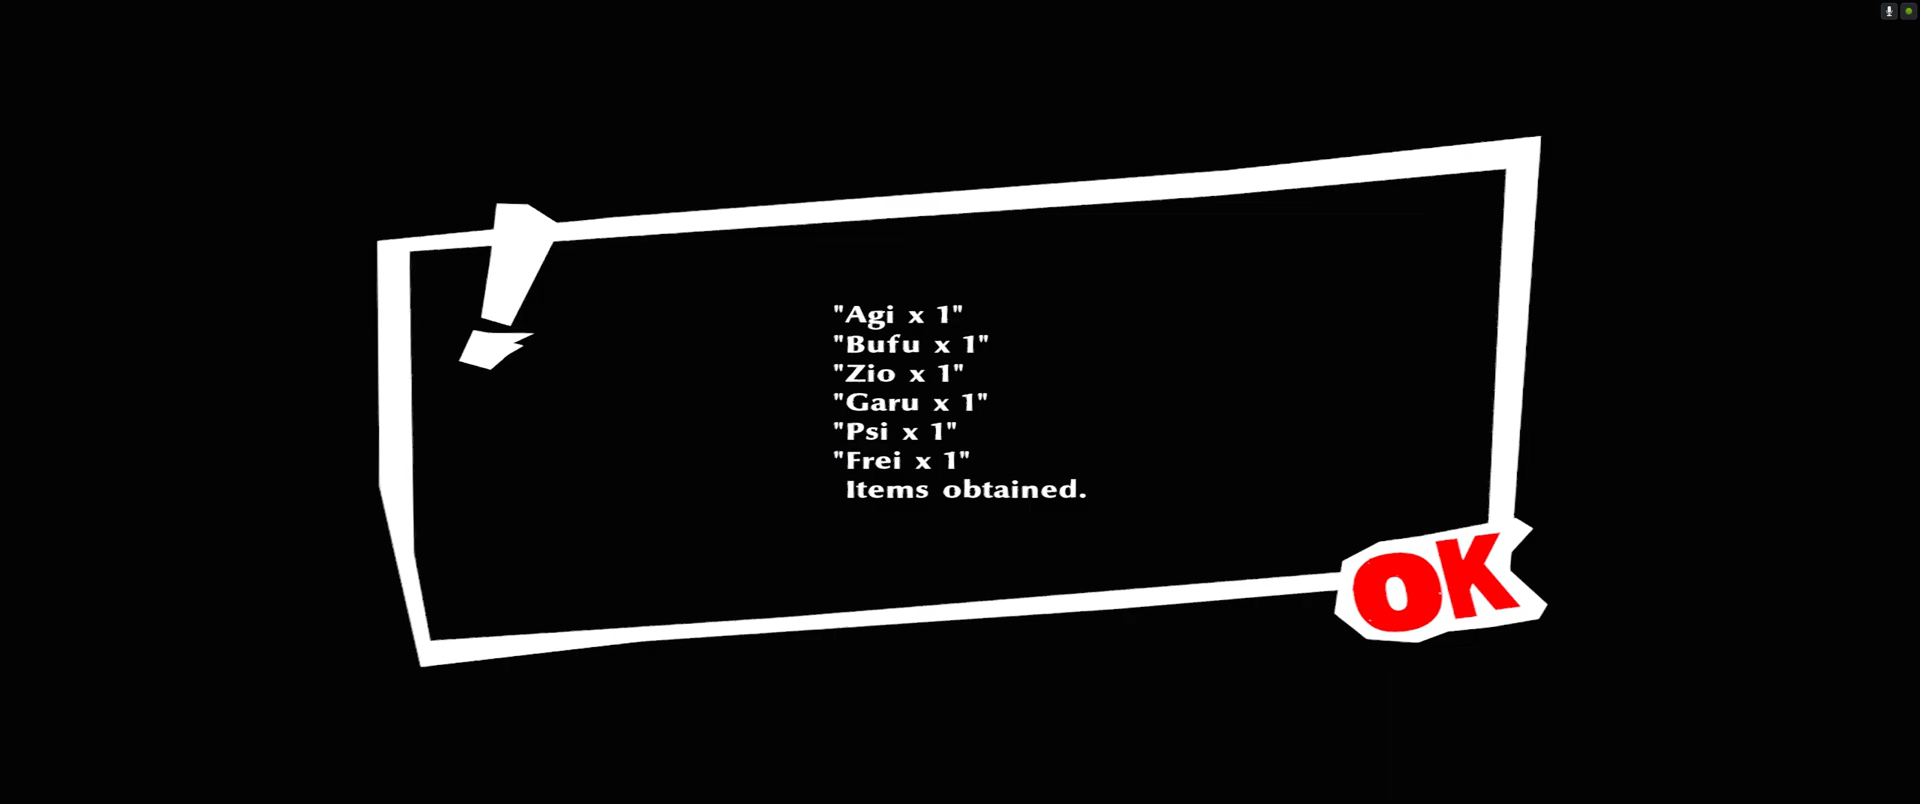 "Agi x 1"
"Bufu x 1"
"Zio x 1"
"Garu x 1"
"Psi x 1"
"Frei x 1"
Items obtained.
OK